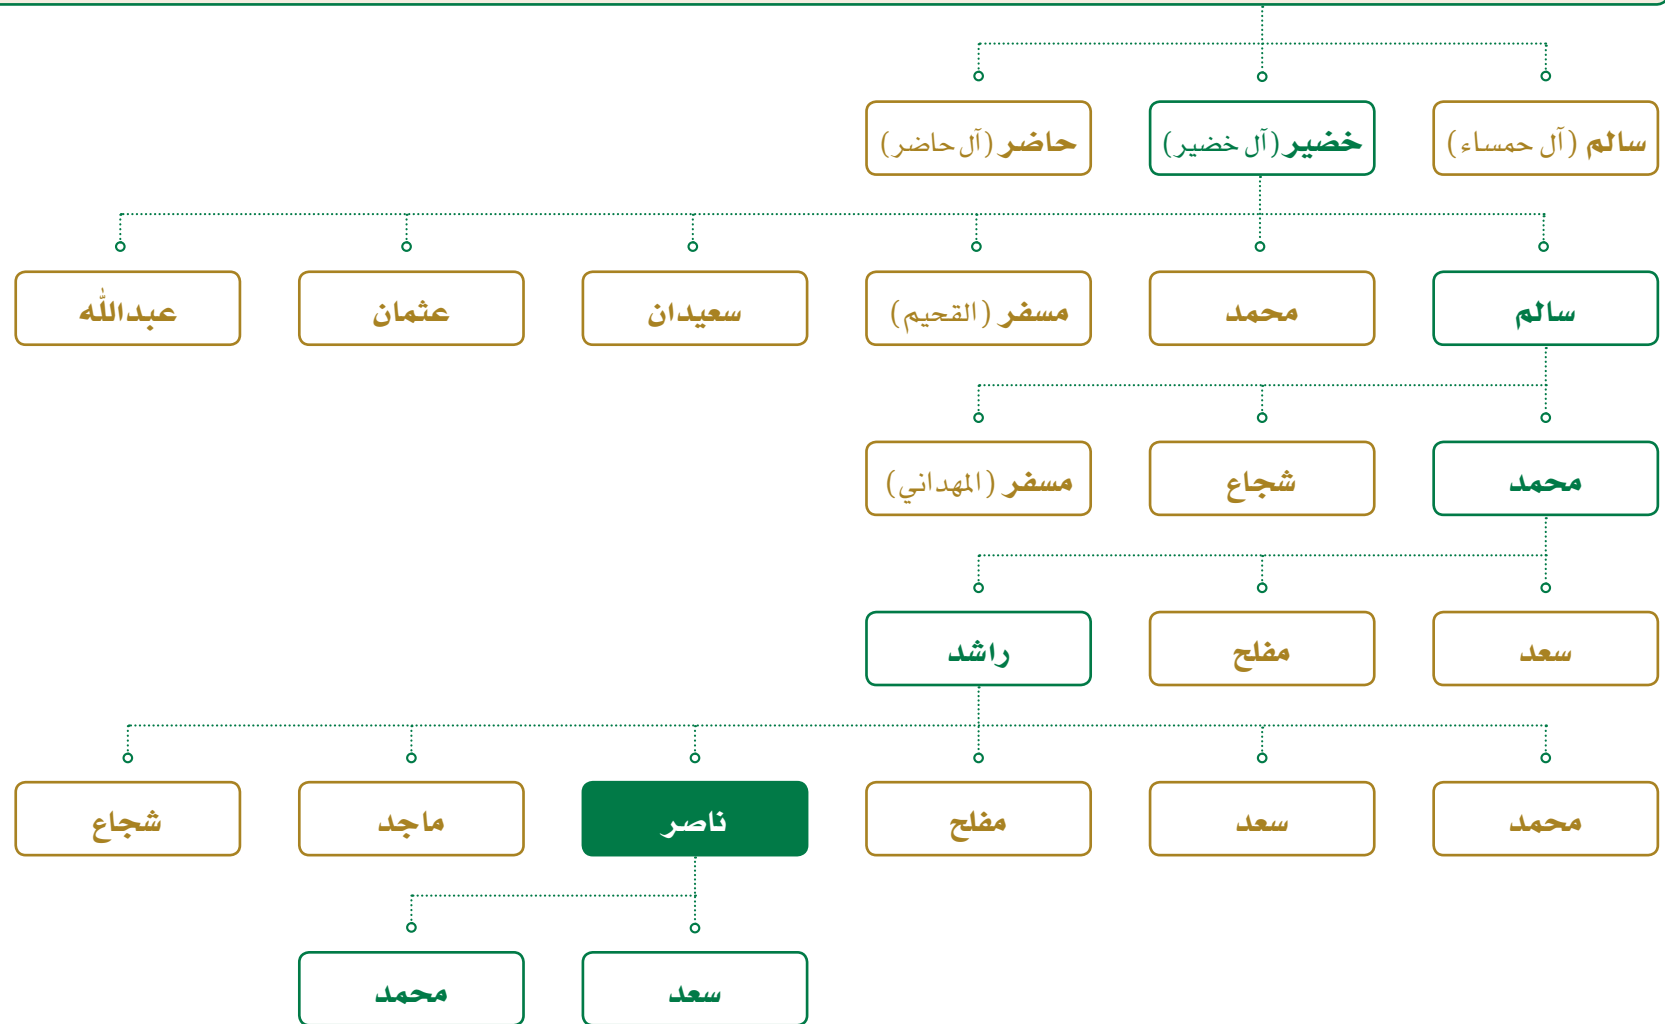 سالم (آل حمساء)
خضير (آل خضير)
حاضر (آل حاضر)
سالم
محمد
مسفر (القحيم)
سعيدان
عثمان
عبدالله
محمد
شجاع
مسفر (المهداني)
سعد
مفلح
راشد
محمد
سعد
مفلح
ناصر
ماجد
شجاع
سعد
محمد